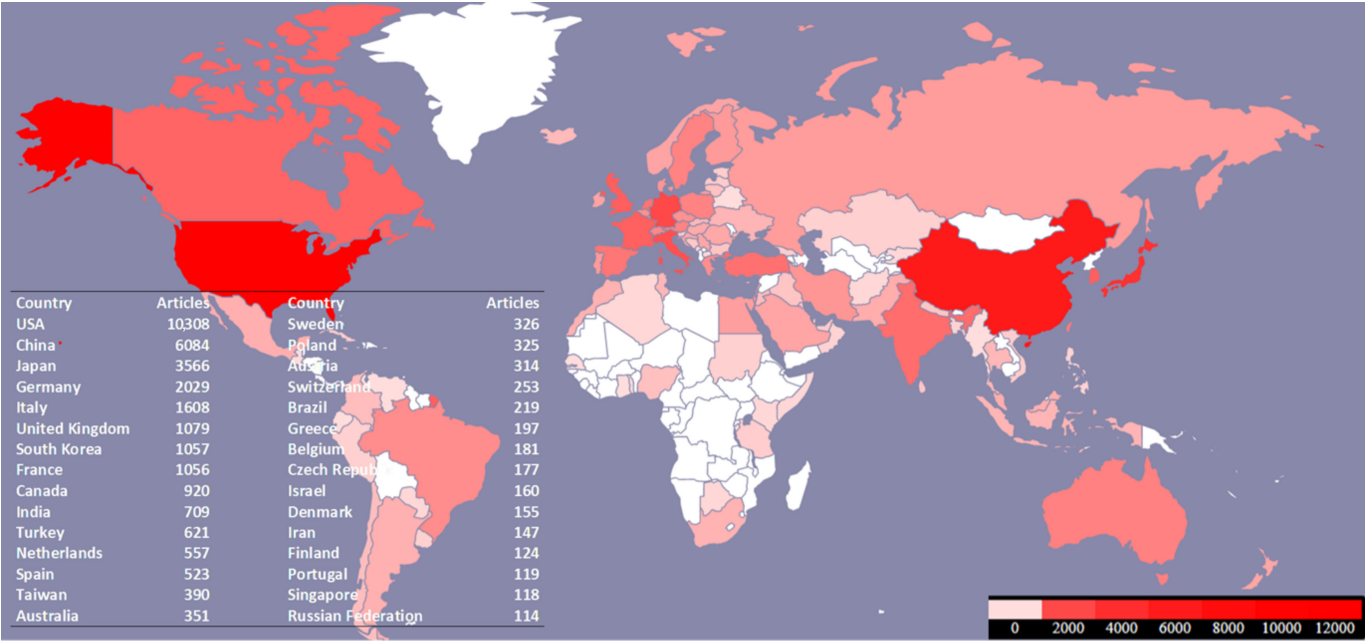 Country Articles Country Articles
USA 10,308 Sweden 326
China 6084 Poland 325
Japan 3566 Austria 314
Germany 2029 Switzerland 253
Italy 1608 Brazil 219
United Kingdom 1079 Greece 197
South Korea 1057 Belgium 181
France 1056 Czech Republic 177
Canada 920 Israel 160
India 709 Denmark 155
Turkey 621 Iran 147
Netherlands 557 Finland 124
Spain 523 Portugal 119
Taiwan 390 Singapore 118
Australia 351 Russian Federation 114
0 2000 4000 6000 8000 10000 12000